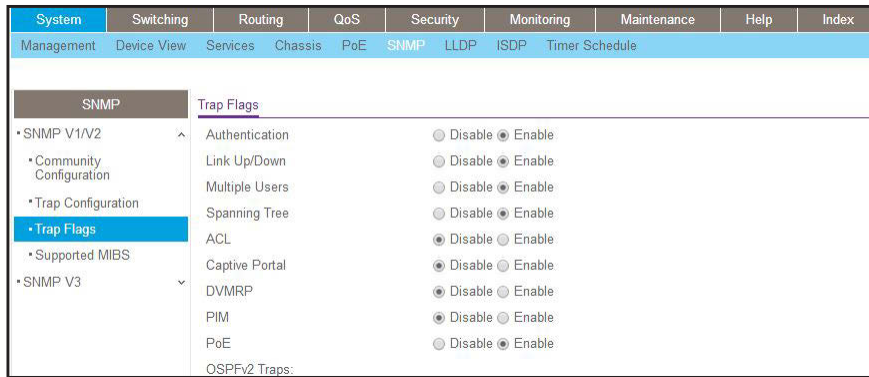 System Switching Routing QoS Security Monitoring Maintenance Help Index
Management Device View Services Chassis PoE SNMP LLDP ISDP Timer Schedule
SNMP
SNMP V1/V2
Community
Configuration
Trap Configuration
Trap Flags
Supported MIBS
SNMP V3
Trap Flags
Authentication Disable Enable
Link Up/Down Disable Enable
Multiple Users Disable Enable
Spanning Tree Disable Enable
ACL Disable Enable
Captive Portal Disable Enable
DVMRP Disable Enable
PIM Disable Enable
PoE Disable Enable
OSPFv2 Traps: